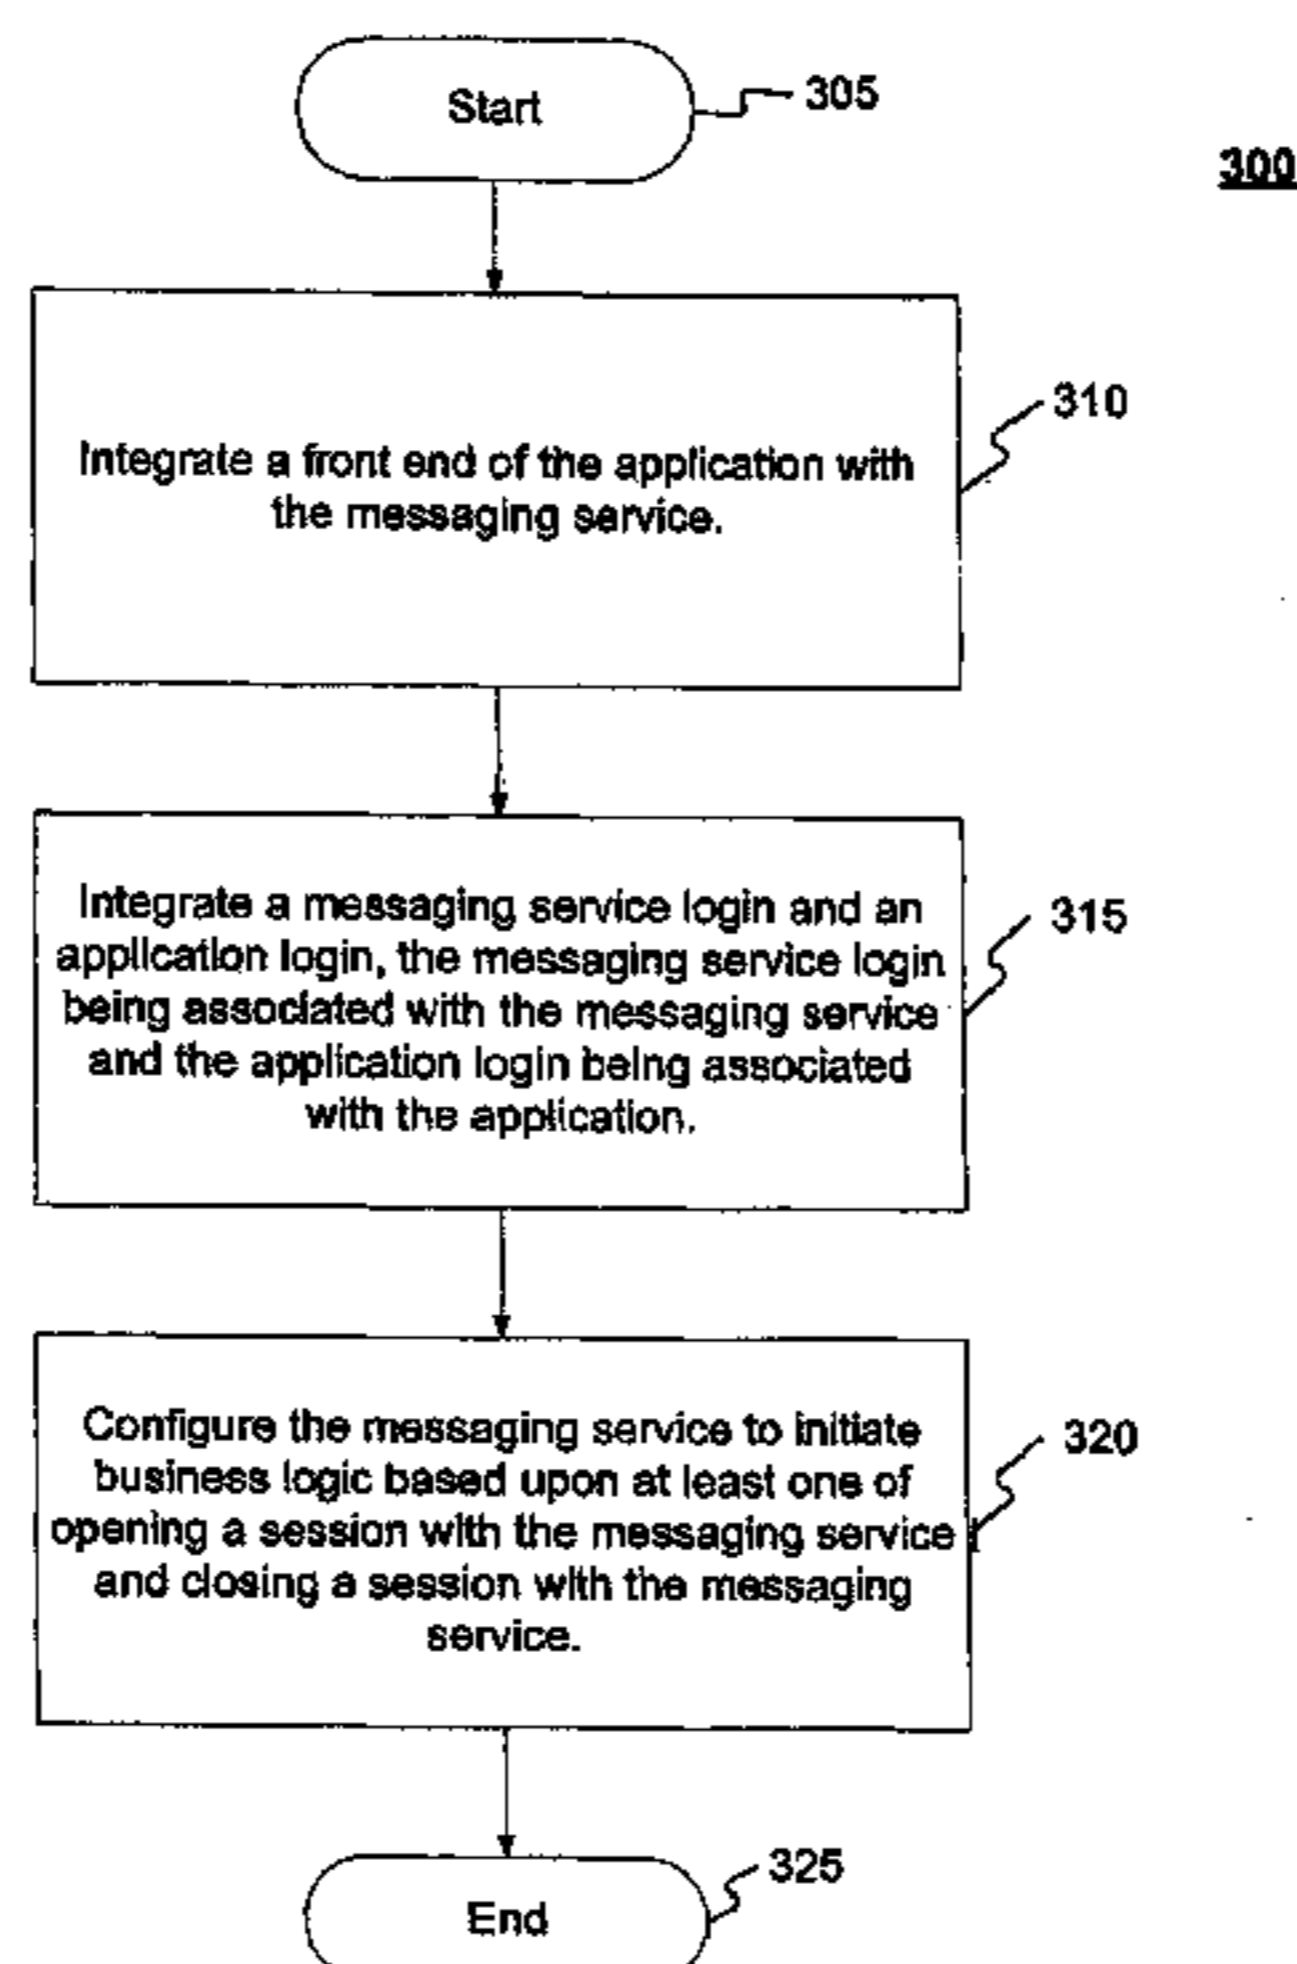 Start
305
300
Integrate a front end of the application with
the messaging service.
310
Integrate a messaging service login and an
application login, the messaging service login
being associated with the messaging service
and the application login being associated
with the application.
315
Configure the messaging service to initiate
business logic based upon at least one of
opening a session with the messaging service
and closing a session with the messaging
service.
320
End
325